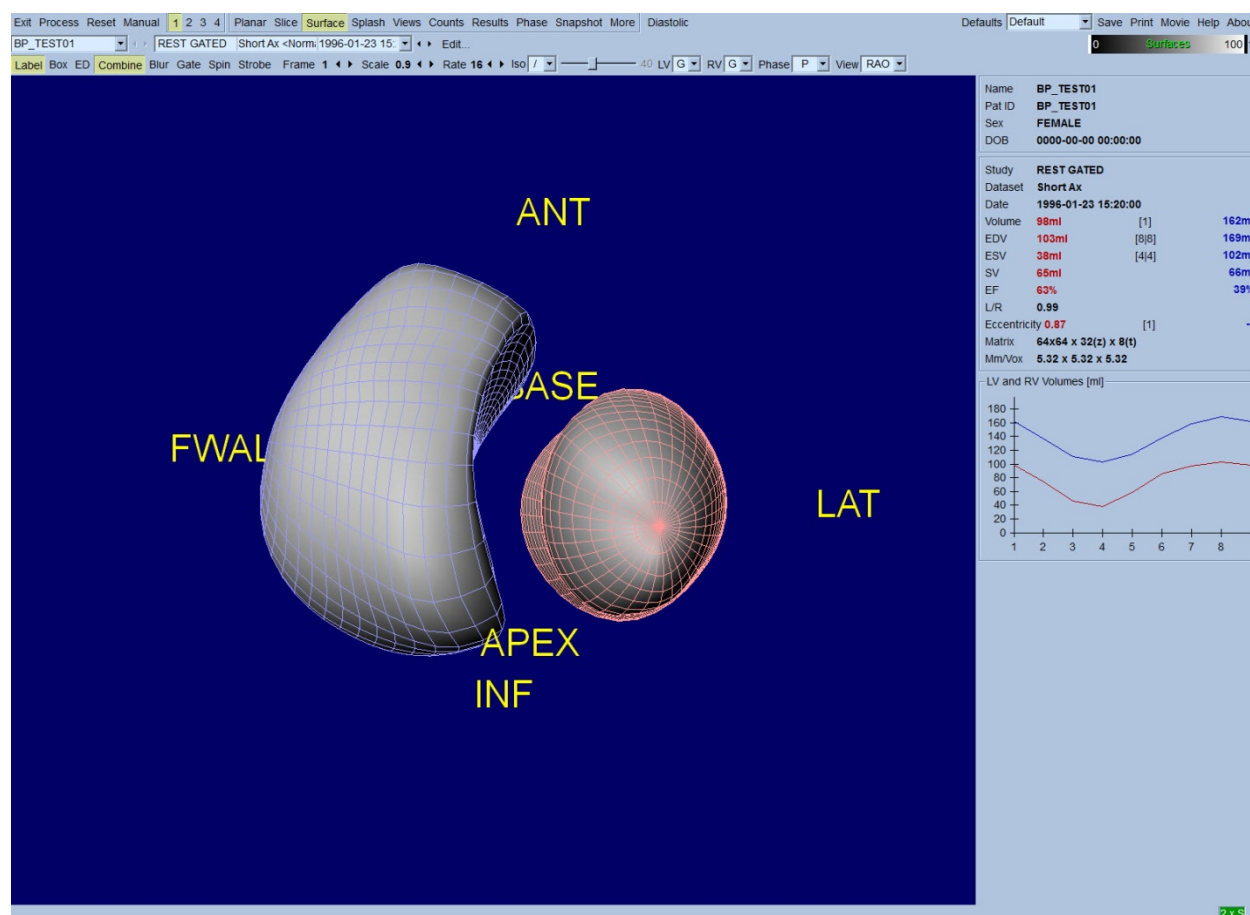 Exit Process Reset Manual 1 2 3 4 Planar Slice Surface Splash Views Counts Results Phase Snapshot More Diastolic Defaults Default Save Print Movie Help Abou
BP_TEST01 REST GATED Short Ax <Norm: 1996-01-23 15: Edit... 0 Surfaces 100
Label Box ED Combine Blur Gate Spin Strobe Frame 1 Scale 0.9 Rate 16 Iso / 40 LV G RV G Phase P View RAO
Name BP_TEST01
Pat ID BP_TEST01
Sex FEMALE
DOB 0000-00-00 00:00:00
Study REST GATED
Dataset Short Ax
Date 1996-01-23 15:20:00
Volume 98ml [1] 162m
EDV 103ml [8|8] 169m
ESV 38ml [4|4] 102m
SV 65ml 66m
EF 63% 39%
L/R 0.99
Eccentricity 0.87 [1] -
Matrix 64x64 x 32(z) x 8(t)
Mm/Vox 5.32 x 5.32 x 5.32
LV and RV Volumes [ml]
180
160
140
120
100
80
60
40
20
0
1 2 3 4 5 6 7 8
ANT
BASE
FWAL
LAT
APEX
INF
2 x S